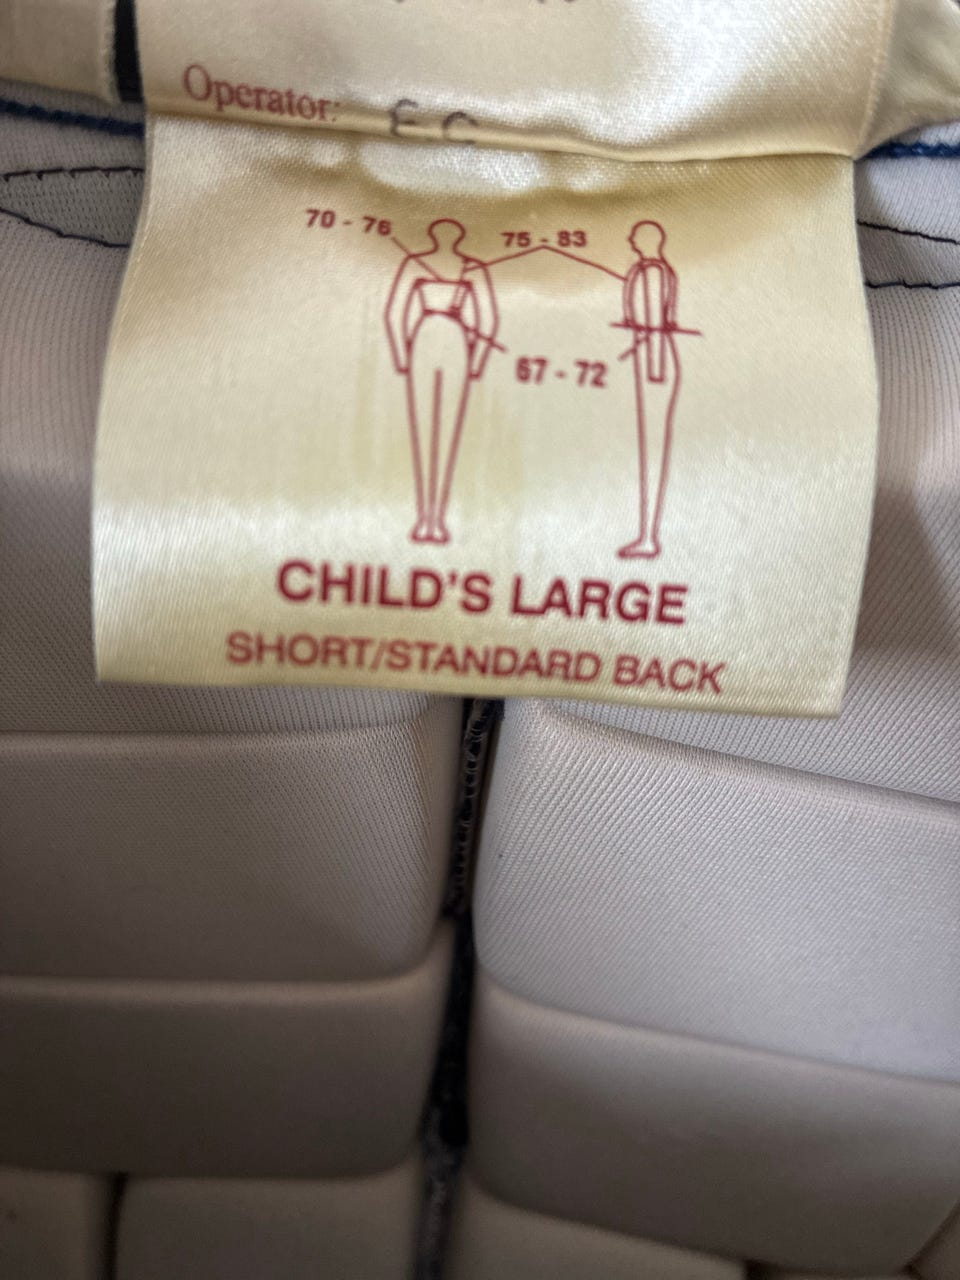 Operator: EC
70 - 76
75 - 83
67 - 72
CHILD'S LARGE
SHORT/STANDARD BACK